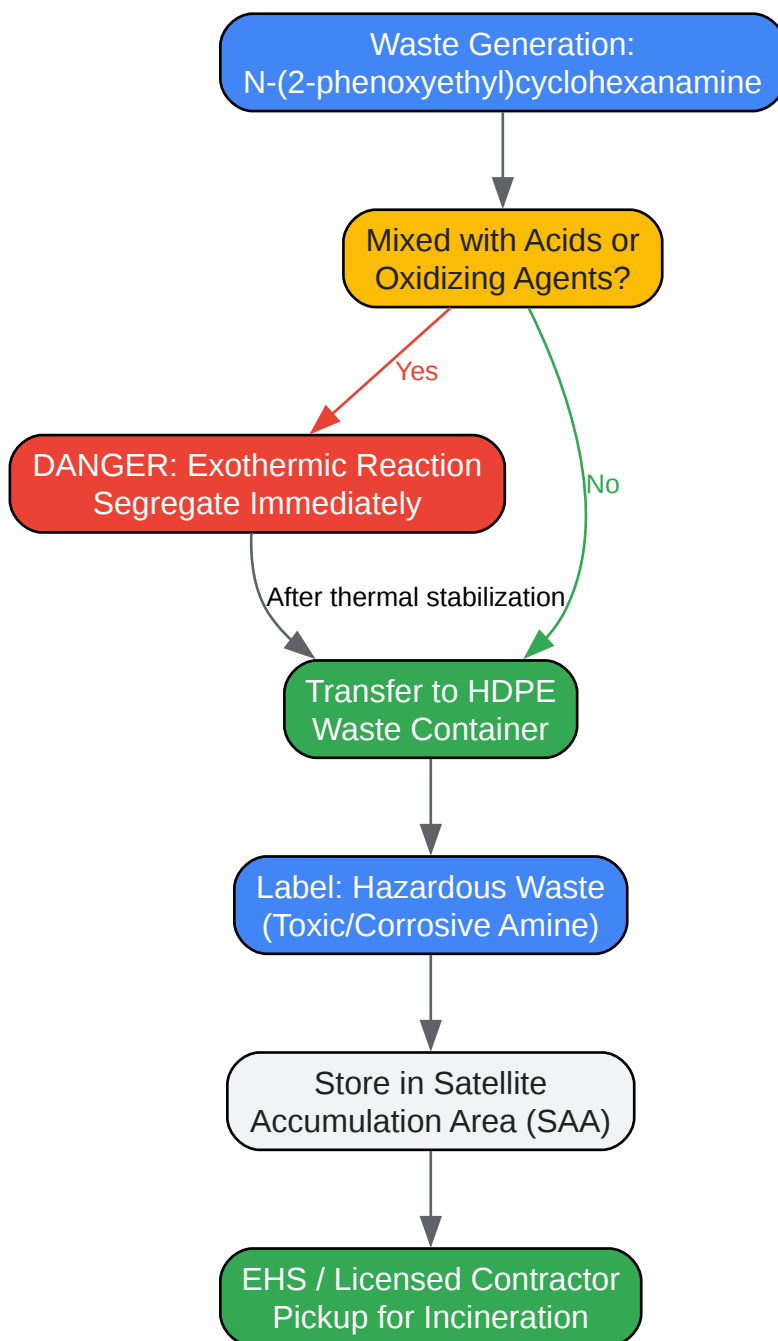 Waste Generation:
N-(2-phenoxyethyl)cyclohexanamine
Mixed with Acids or
Oxidizing Agents?
Yes
DANGER: Exothermic Reaction
Segregate Immediately
No
After thermal stabilization
Transfer to HDPE
Waste Container
Label: Hazardous Waste
(Toxic/Corrosive Amine)
Store in Satellite
Accumulation Area (SAA)
EHS / Licensed Contractor
Pickup for Incineration